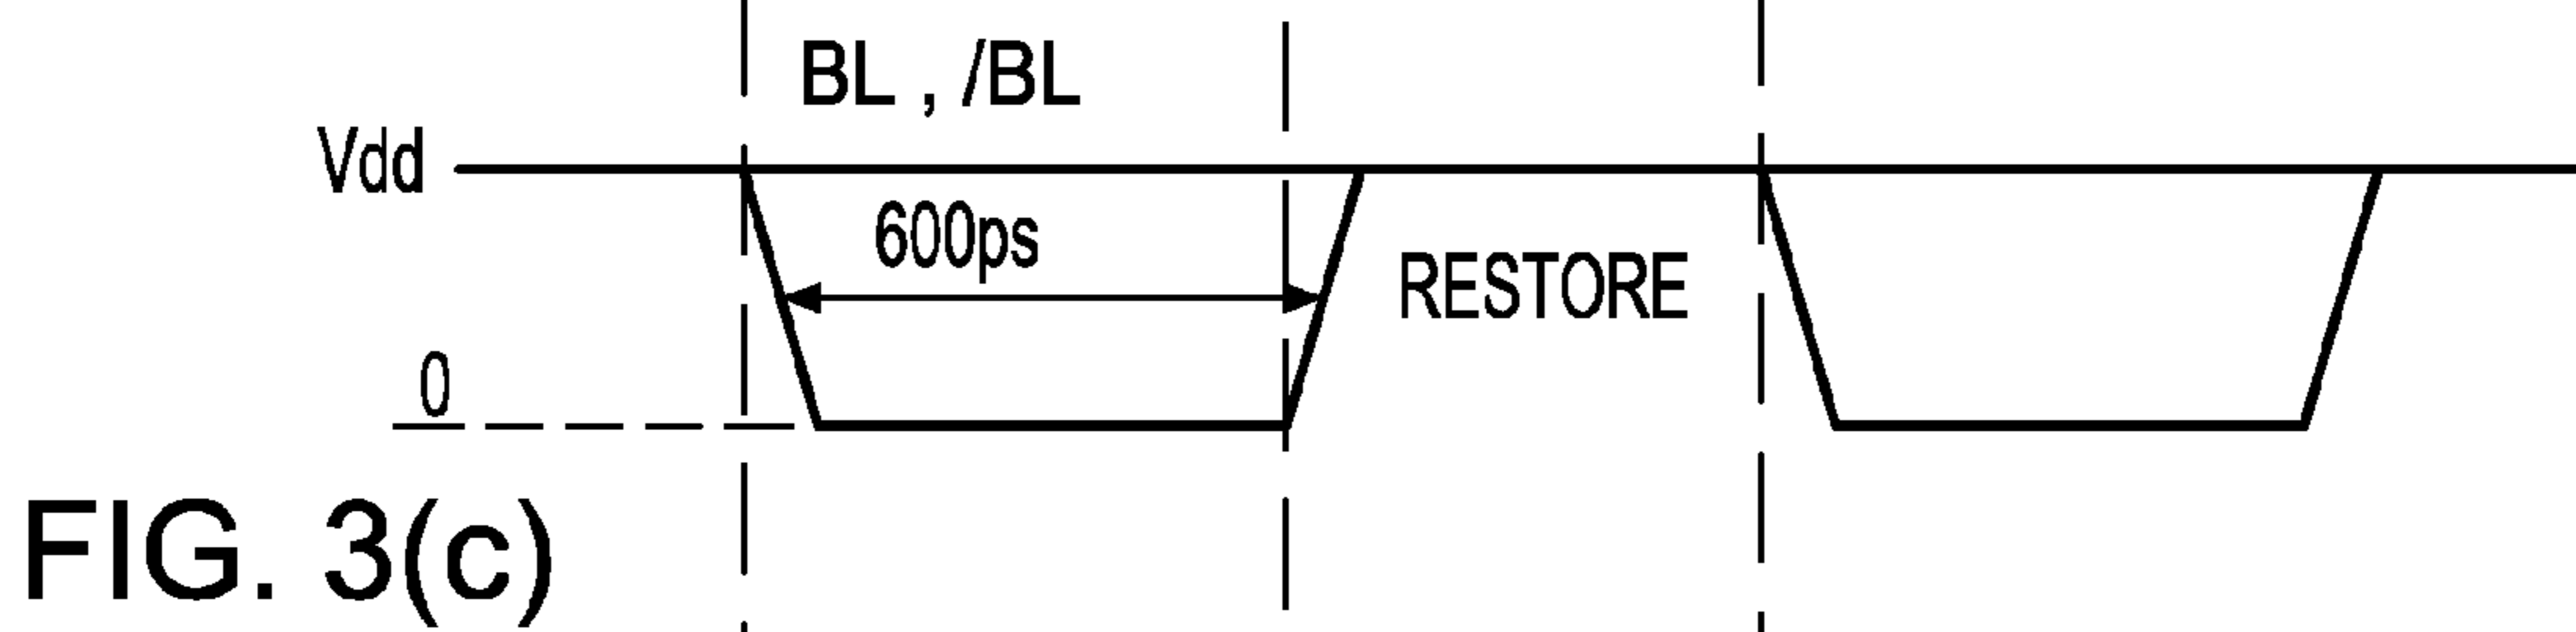 BL , /BL
Vdd
600ps
RESTORE
0
FIG. 3(c)